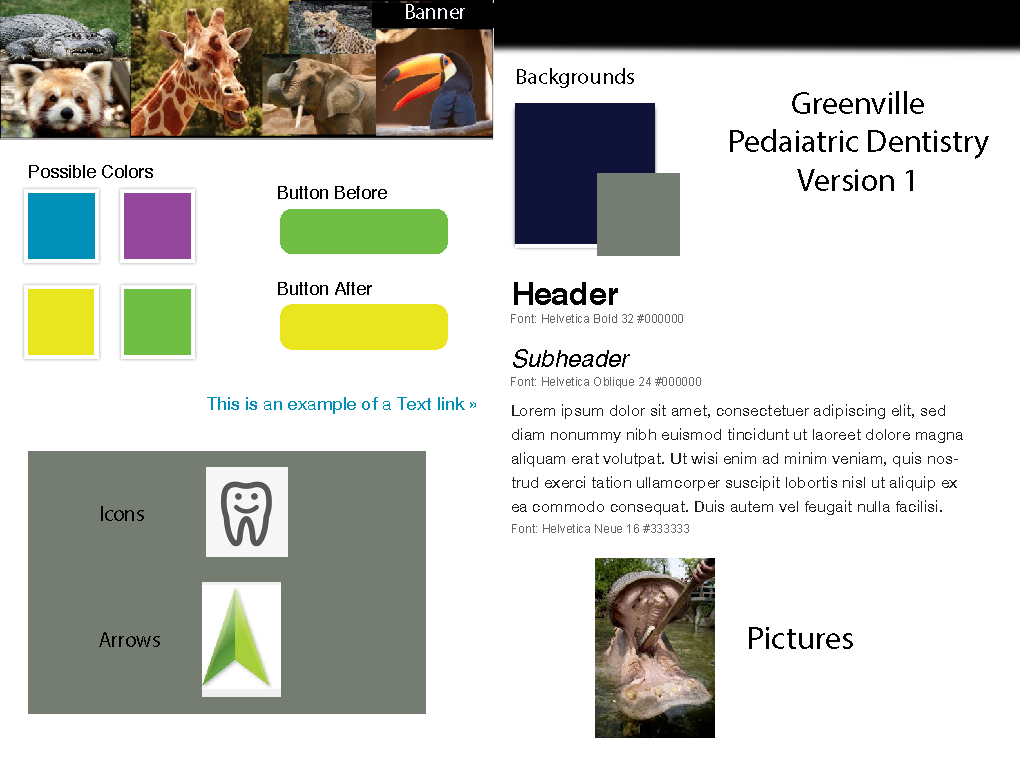 Banner
Backgrounds
Greenville
Pedaiatric Dentistry
Version 1
Possible Colors
Button Before
Button After
Header
Font: Helvetica Bold 32 #000000
Subheader
Font: Helvetica Oblique 24 #000000
This is an example of a Text link »
Lorem ipsum dolor sit amet, consectetuer adipiscing elit, sed
diam nonummy nibh euismod tincidunt ut laoreet dolore magna
aliquam erat volutpat. Ut wisi enim ad minim veniam, quis nos-
trud exerci tation ullamcorper suscipit lobortis nisl ut aliquip ex
ea commodo consequat. Duis autem vel feugait nulla facilisi.
Font: Helvetica Neue 16 #333333
Icons
Arrows
Pictures